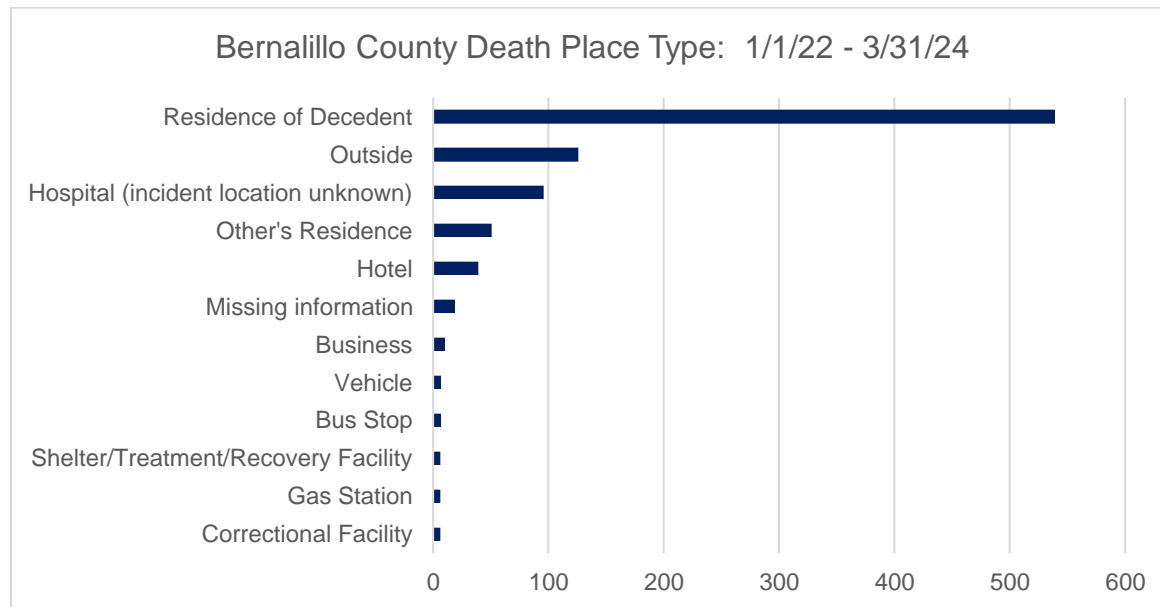 Bernalillo County Death Place Type:  1/1/22 - 3/31/24
Residence of Decedent
Outside
Hospital (incident location unknown)
Other's Residence
Hotel
Missing information
Business
Vehicle
Bus Stop
Shelter/Treatment/Recovery Facility
Gas Station
Correctional Facility
0 100 200 300 400 500 600